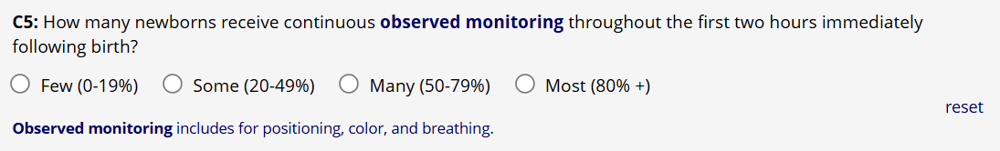 C5: How many newborns receive continuous observed monitoring throughout the first two hours immediately
following birth?
Few (0-19%) Some (20-49%) Many (50-79%) Most (80% +)
reset
Observed monitoring includes for positioning, color, and breathing.